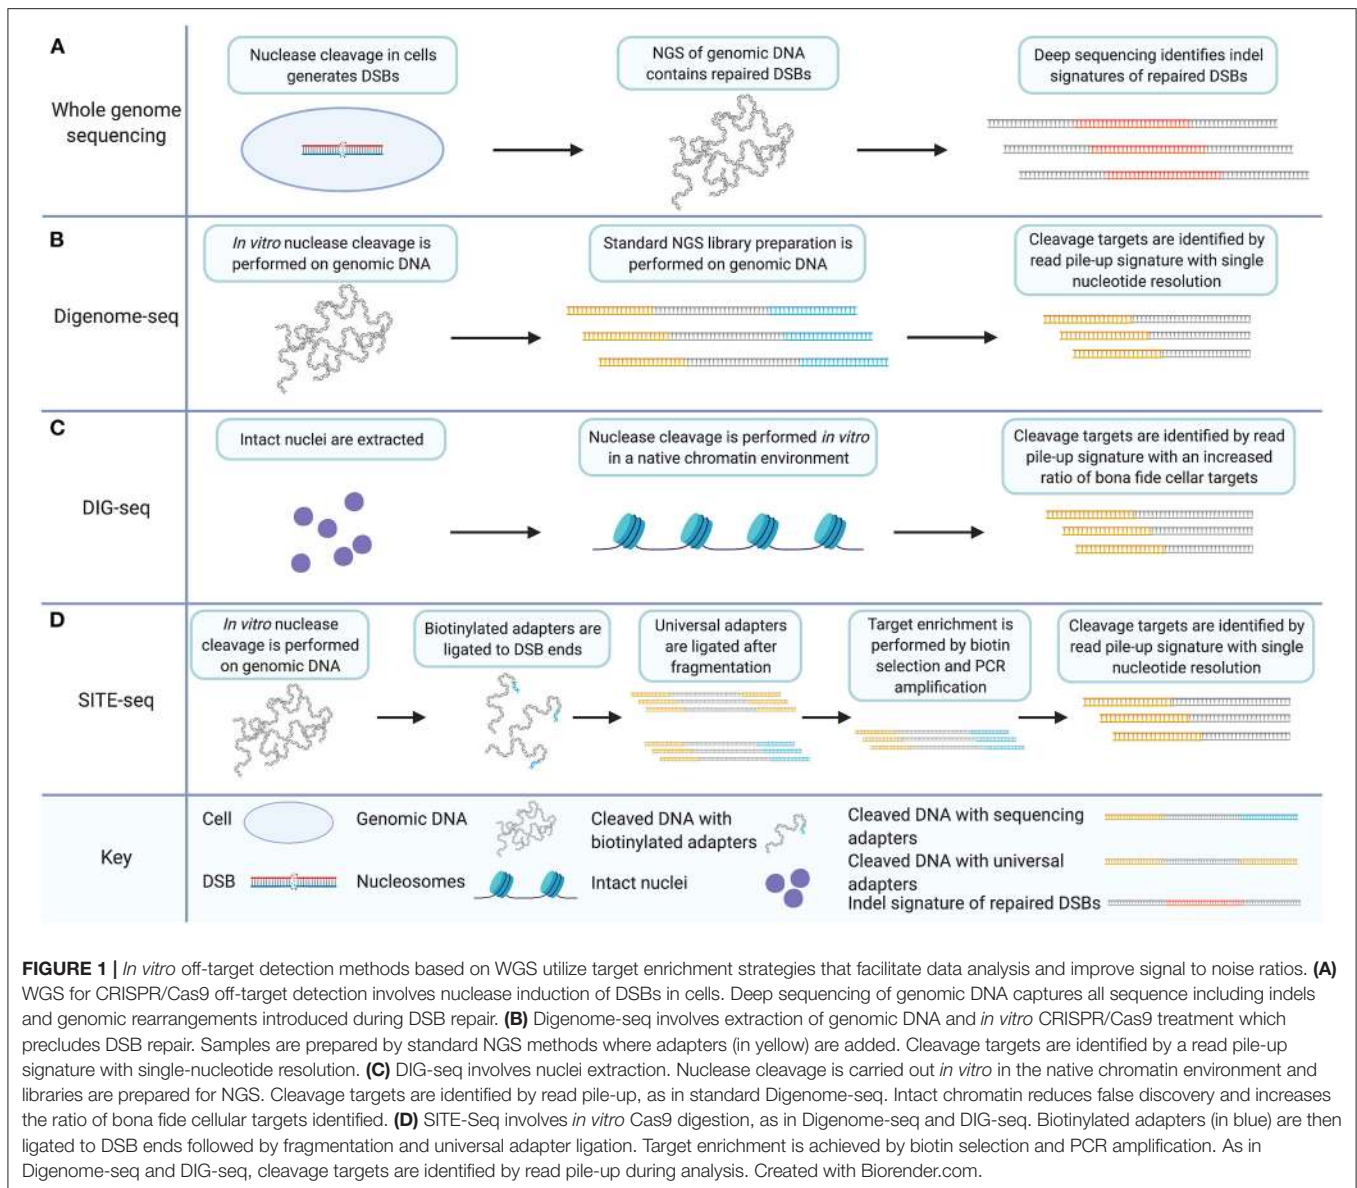 A
Whole genome
sequencing
Nuclease cleavage in cells
generates DSBs
NGS of genomic DNA
contains repaired DSBs
Deep sequencing identifies indel
signatures of repaired DSBs
B
Digenome-seq
In vitro nuclease cleavage is
performed on genomic DNA
Standard NGS library preparation is
performed on genomic DNA
Cleavage targets are identified by
read pile-up signature with single
nucleotide resolution
C
DIG-seq
Intact nuclei are extracted
Nuclease cleavage is performed in vitro
in a native chromatin environment
Cleavage targets are identified by read
pile-up signature with an increased
ratio of bona fide cellar targets
D
SITE-seq
In vitro nuclease
cleavage is performed
on genomic DNA
Biotinylated adapters are
ligated to DSB ends
Universal adapters
are ligated after
fragmentation
Target enrichment is
performed by biotin
selection and PCR
amplification
Cleavage targets are identified by
read pile-up signature with single
nucleotide resolution
Key
Cell
Genomic DNA
Cleaved DNA with
biotinylated adapters
Cleaved DNA with sequencing
adapters
Cleaved DNA with universal
adapters
DSB
Nucleosomes
Intact nuclei
Indel signature of repaired DSBs
FIGURE 1 | In vitro off-target detection methods based on WGS utilize target enrichment strategies that facilitate data analysis and improve signal to noise ratios. (A)
WGS for CRISPR/Cas9 off-target detection involves nuclease induction of DSBs in cells. Deep sequencing of genomic DNA captures all sequence including indels
and genomic rearrangements introduced during DSB repair. (B) Digenome-seq involves extraction of genomic DNA and in vitro CRISPR/Cas9 treatment which
precludes DSB repair. Samples are prepared by standard NGS methods where adapters (in yellow) are added. Cleavage targets are identified by a read pile-up
signature with single-nucleotide resolution. (C) DIG-seq involves nuclei extraction. Nuclease cleavage is carried out in vitro in the native chromatin environment and
libraries are prepared for NGS. Cleavage targets are identified by read pile-up, as in standard Digenome-seq. Intact chromatin reduces false discovery and increases
the ratio of bona fide cellular targets identified. (D) SITE-Seq involves in vitro Cas9 digestion, as in Digenome-seq and DIG-seq. Biotinylated adapters (in blue) are then
ligated to DSB ends followed by fragmentation and universal adapter ligation. Target enrichment is achieved by biotin selection and PCR amplification. As in
Digenome-seq and DIG-seq, cleavage targets are identified by read pile-up during analysis. Created with Biorender.com.